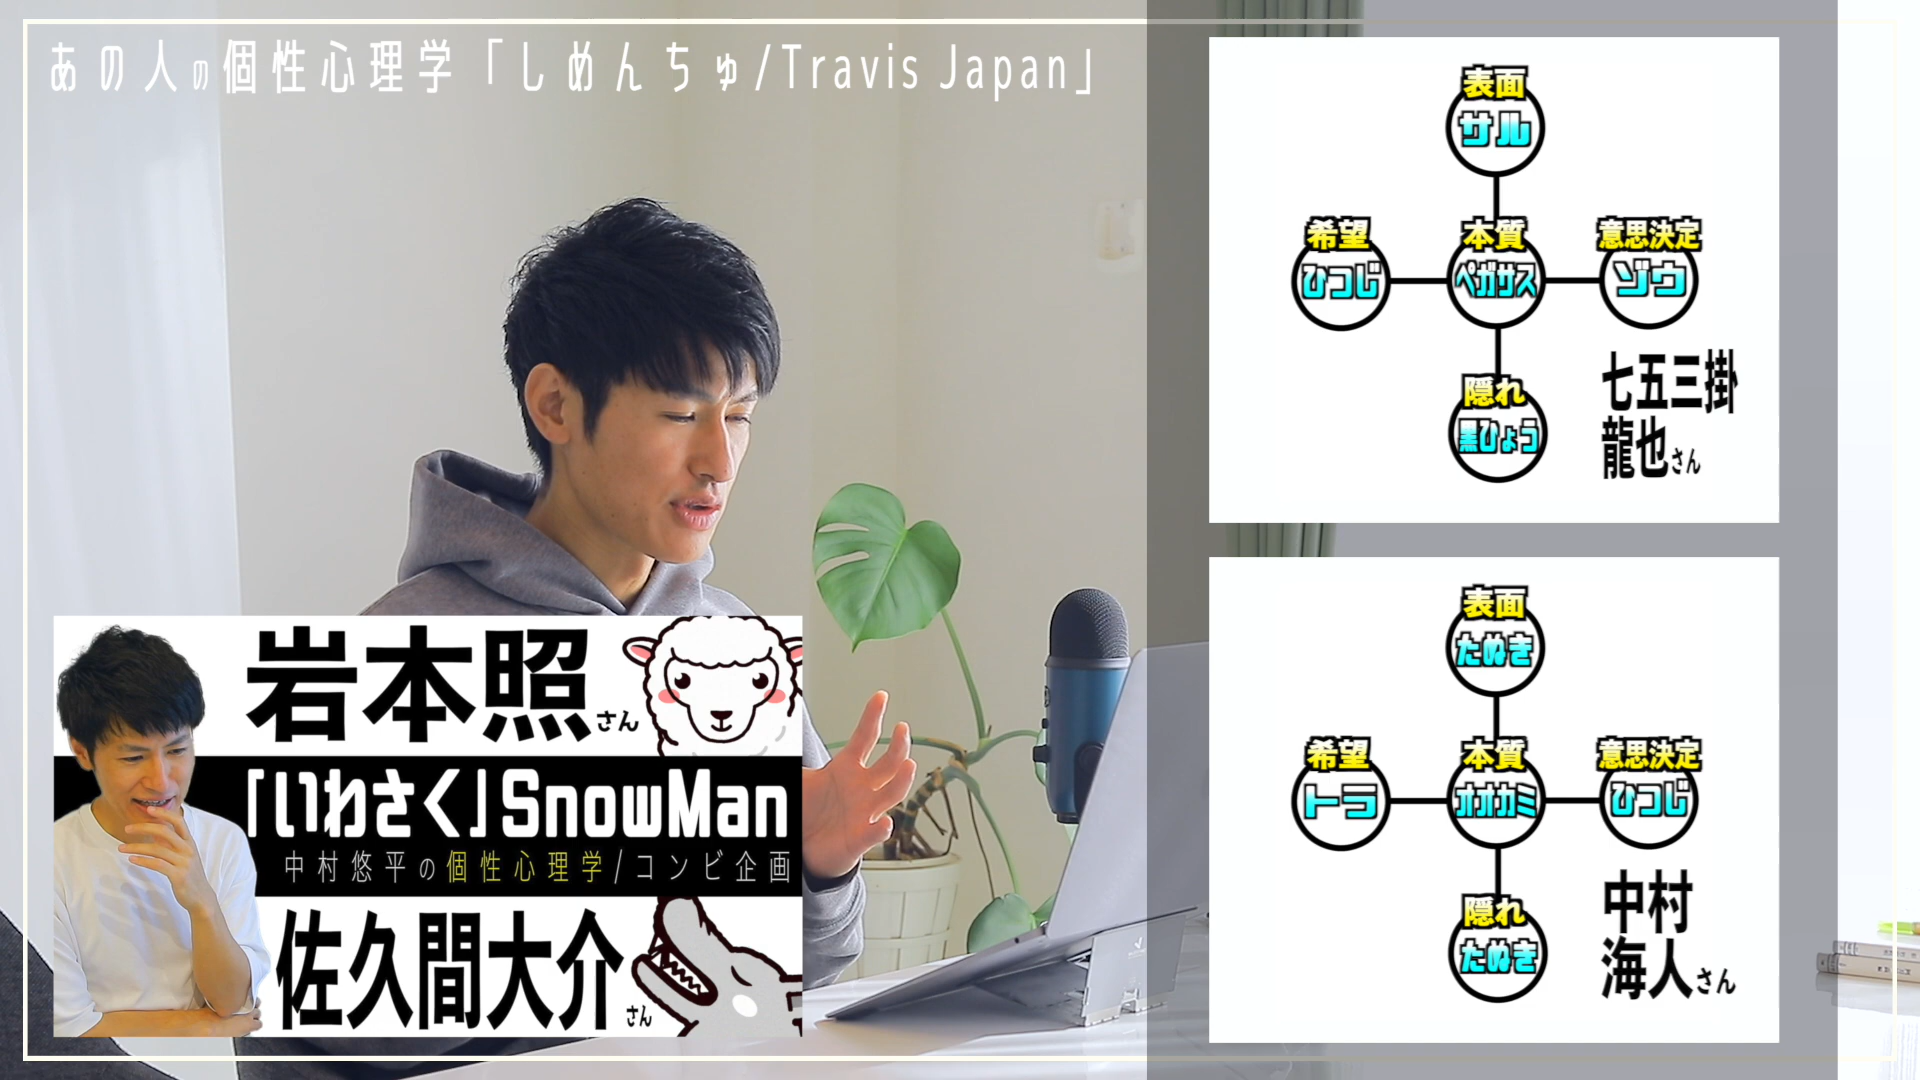 あの人の個性心理学「しめんちゅ/Travis Japan」
表面
サル
希望
ひつじ
本質
ペガサス
意思決定
ゾウ
隠れ
黒ひょう
七五三掛
龍也さん
表面
たぬき
希望
トラ
本質
オオカミ
意思決定
ひつじ
隠れ
たぬき
中村
海人さん
岩本照さん
「いわさく」SnowMan
中村悠平の個性心理学/コンビ企画
佐久間大介さん